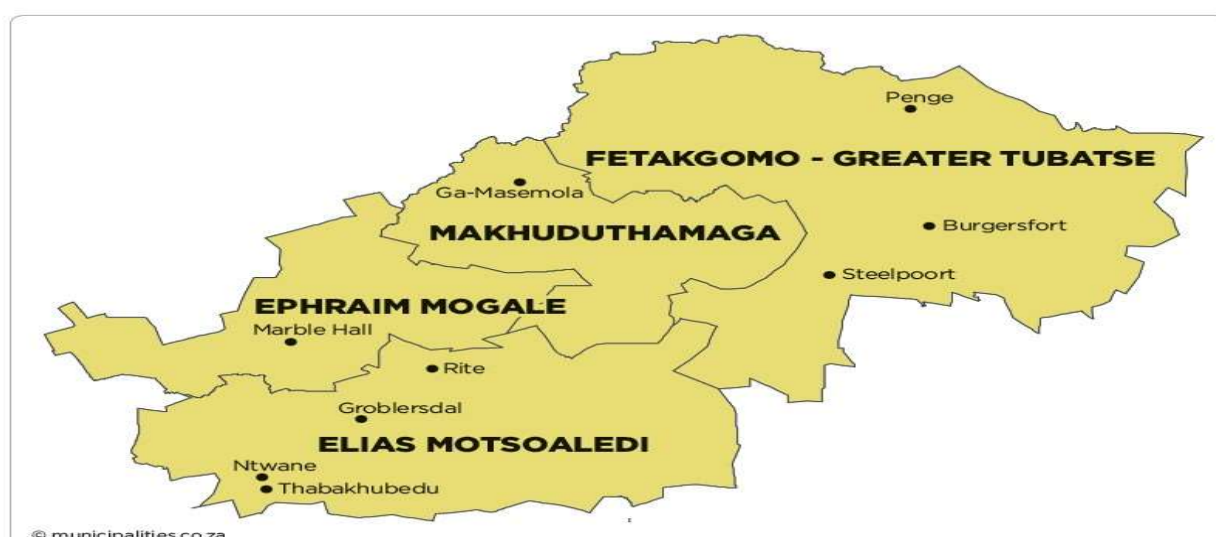 Penge
FETAKGOMO - GREATER TUBATSE
Ga-Masemola
MAKHUDUTHAMAGA
Burgersfort
Steelpoort
EPHRAIM MOGALE
Marble Hall
Rite
Groblersdal
ELIAS MOTSOALEDI
Ntwane
Thabakhubedu
© municipalities.co.za